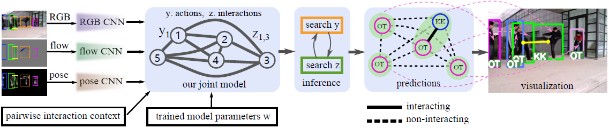 RGB
RGB CNN
flow
flow CNN
pose
pose CNN
pairwise interaction context
y: actions, z: interactions
y₁
z₁,₃
1
2
3
4
5
our joint model
trained model parameters w
search y
search z
inference
OT
KK
OT
OT
OT
predictions
interacting
non-interacting
OT
OT
KK
OT
visualization